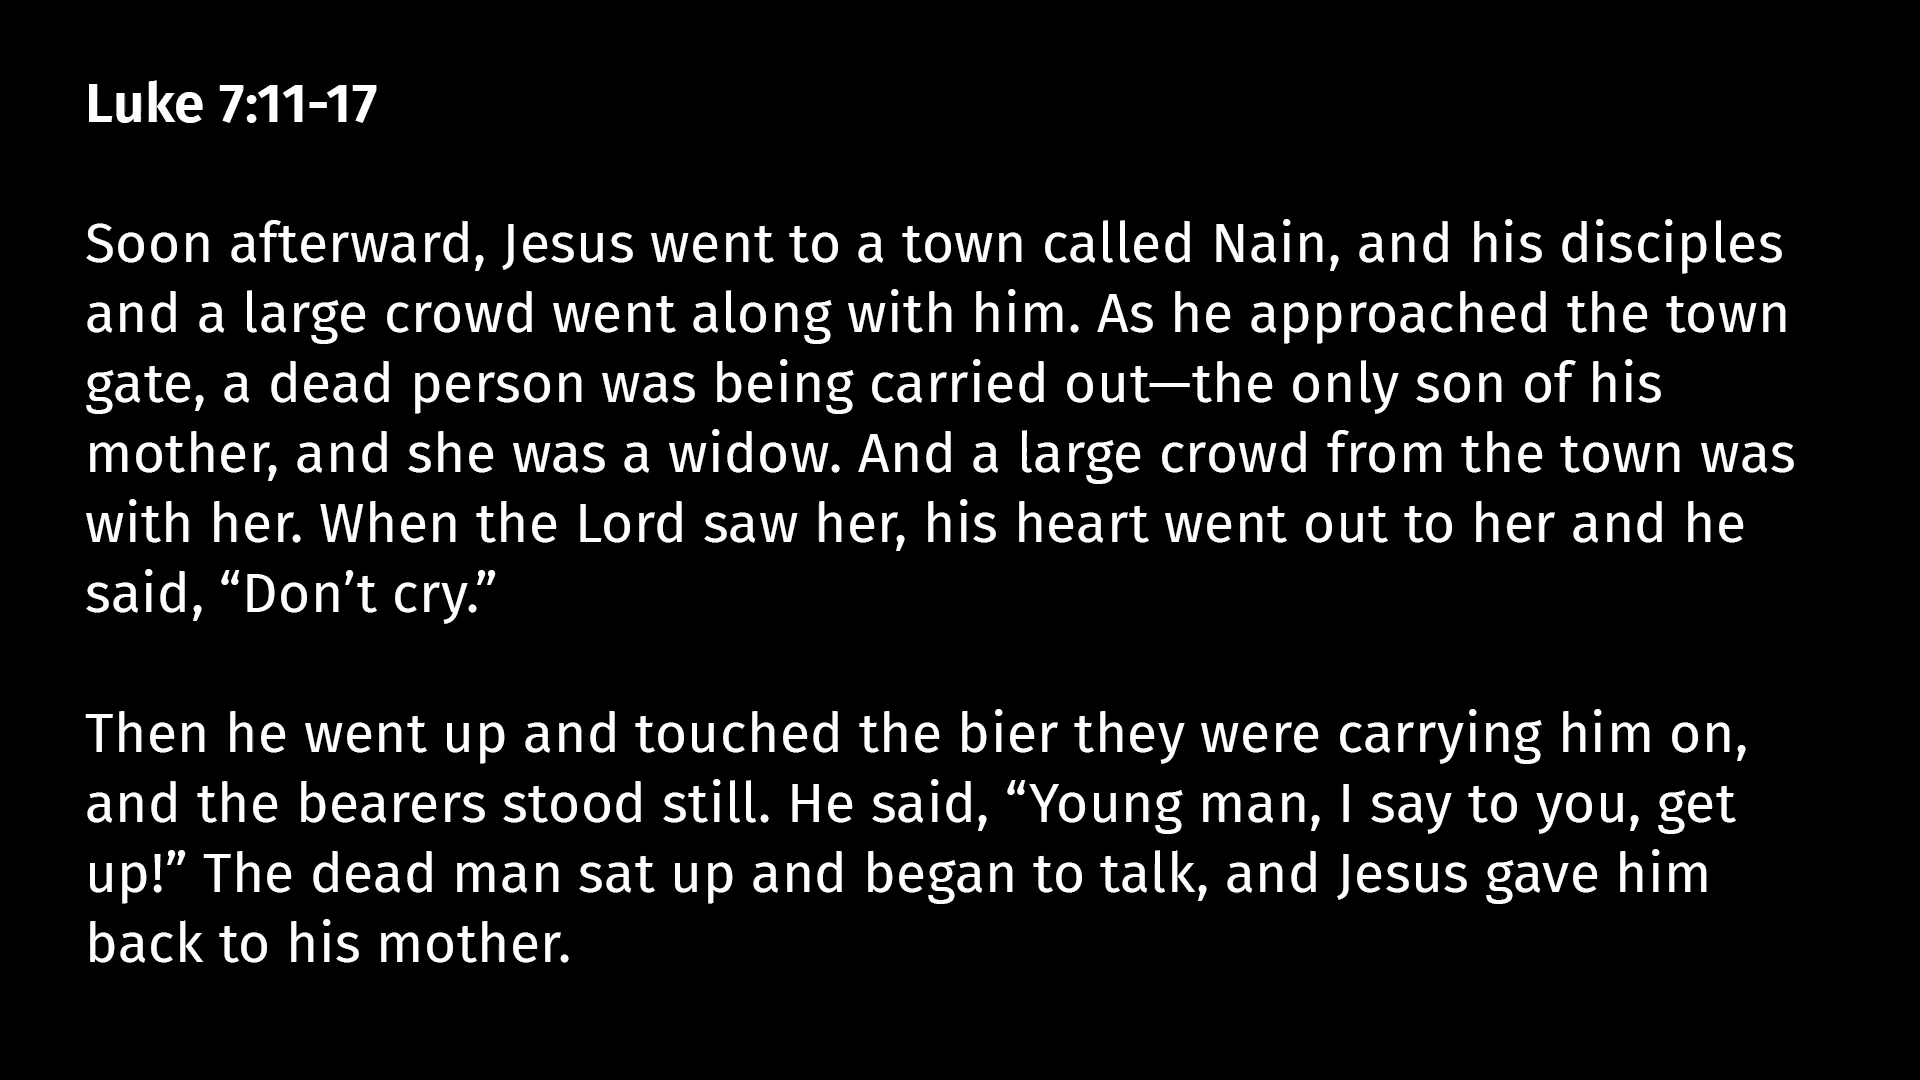 Luke 7:11-17
Soon afterward, Jesus went to a town called Nain, and his disciples
and a large crowd went along with him. As he approached the town
gate, a dead person was being carried out—the only son of his
mother, and she was a widow. And a large crowd from the town was
with her. When the Lord saw her, his heart went out to her and he
said, “Don’t cry.”
Then he went up and touched the bier they were carrying him on,
and the bearers stood still. He said, “Young man, I say to you, get
up!” The dead man sat up and began to talk, and Jesus gave him
back to his mother.